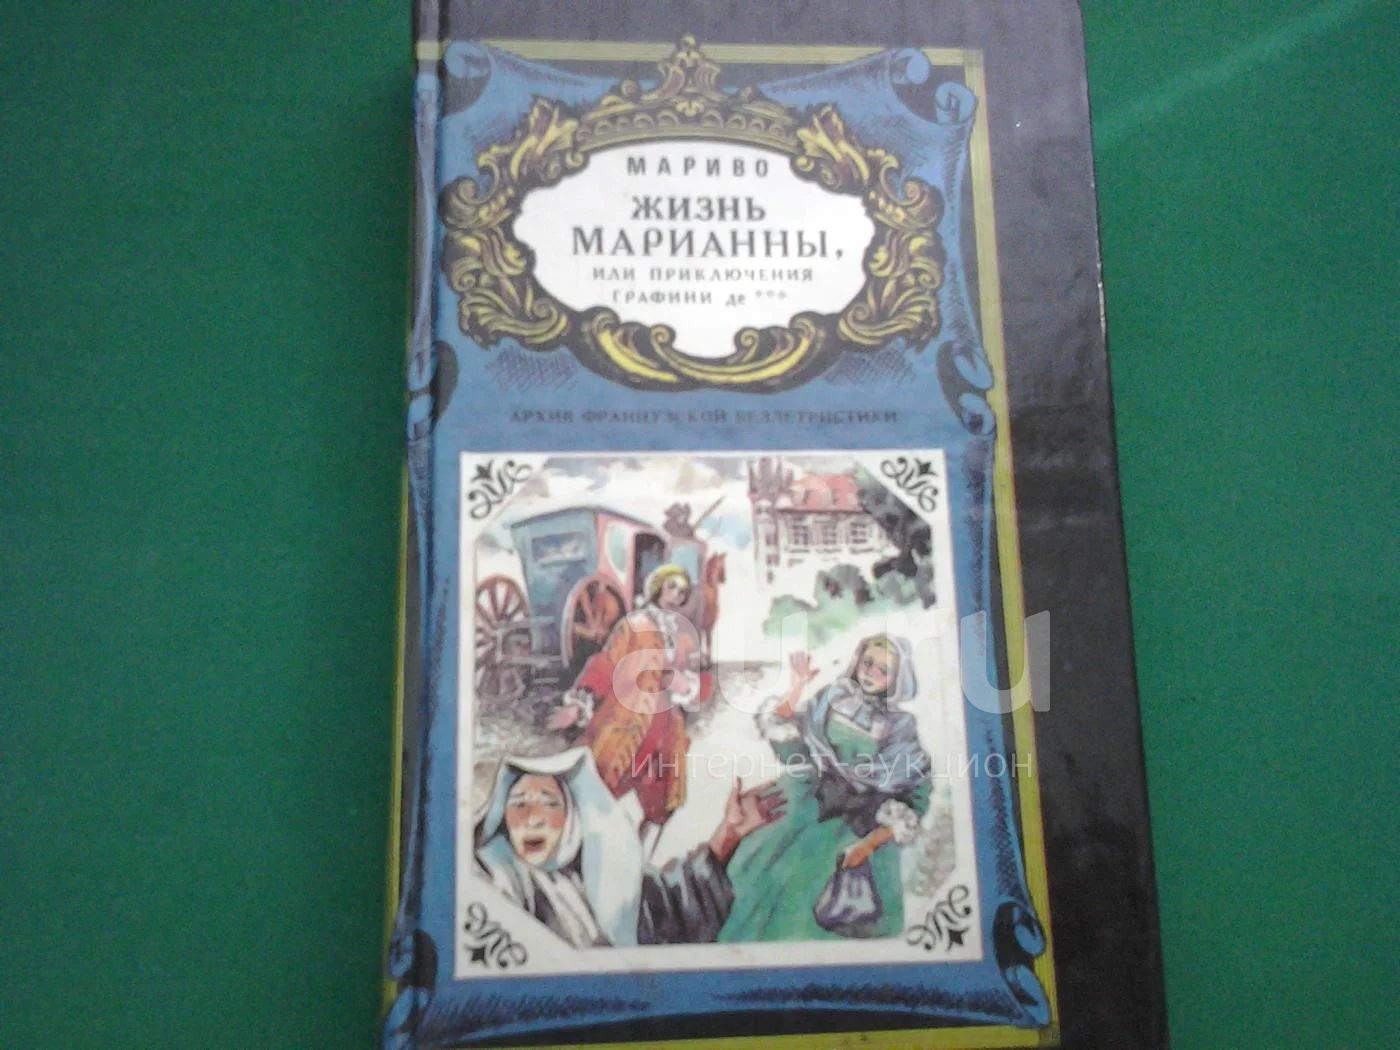 МАРИВО
ЖИЗНЬ
МАРИАННЫ,
ИЛИ ПРИКЛЮЧЕНИЯ
ГРАФИНИ де ***
АРХИВ ФРАНЦУЗСКОЙ БЕЛЛЕТРИСТИКИ
au.ru
интернет-аукцион